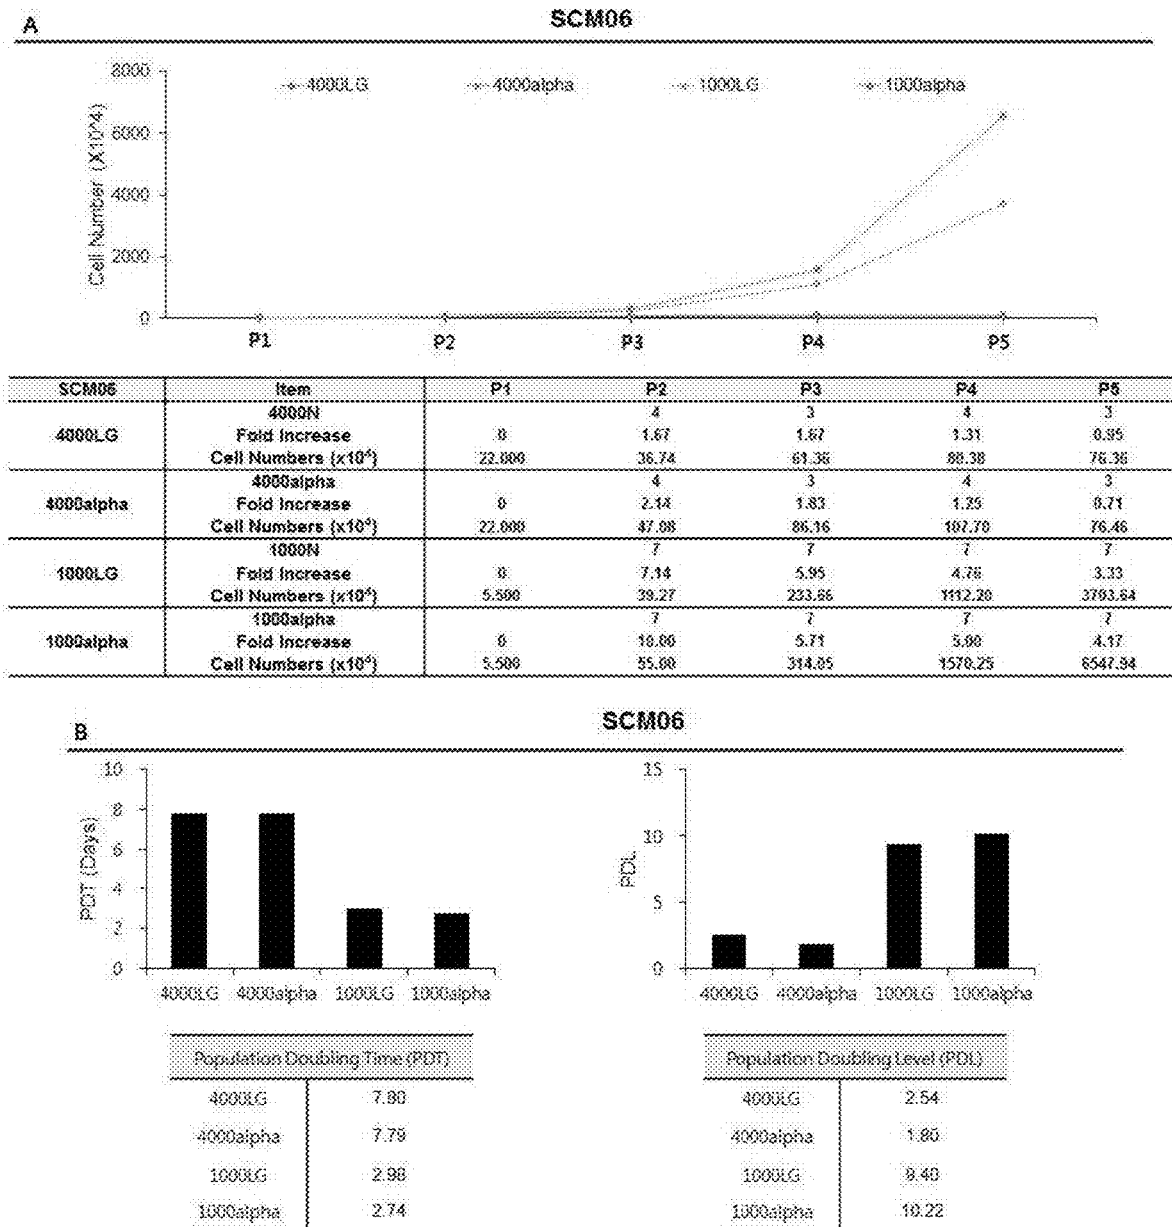 A
SCM06
4000LG 4000alpha 1000LG 1000alpha
Cell Number (X10^4)
8000
6000
4000
2000
0
P1 P2 P3 P4 P5
SCM06 Item P1 P2 P3 P4 P5
4000LG
4000N 4 3 4 3
Fold Increase 0 1.67 1.67 1.31 0.95
Cell Numbers (x10⁴) 22.000 36.74 61.36 80.38 76.36
4000alpha
4000alpha 4 3 4 3
Fold Increase 0 2.14 1.83 1.25 0.71
Cell Numbers (x10⁴) 22.000 47.08 86.16 107.70 76.46
1000LG
1000N 7 7 7 7
Fold Increase 0 7.14 5.95 4.76 3.33
Cell Numbers (x10⁴) 5.500 39.27 233.66 1112.20 3703.64
1000alpha
1000alpha 7 7 7 7
Fold Increase 0 10.00 5.71 5.00 4.17
Cell Numbers (x10⁴) 5.500 55.00 314.05 1570.25 6547.94
B
SCM06
PDT (Days)
10
8
6
4
2
0
4000LG 4000alpha 1000LG 1000alpha
PDL
15
10
5
0
4000LG 4000alpha 1000LG 1000alpha
Population Doubling Time (PDT)
4000LG 7.80
4000alpha 7.79
1000LG 2.98
1000alpha 2.74
Population Doubling Level (PDL)
4000LG 2.54
4000alpha 1.80
1000LG 9.40
1000alpha 10.22